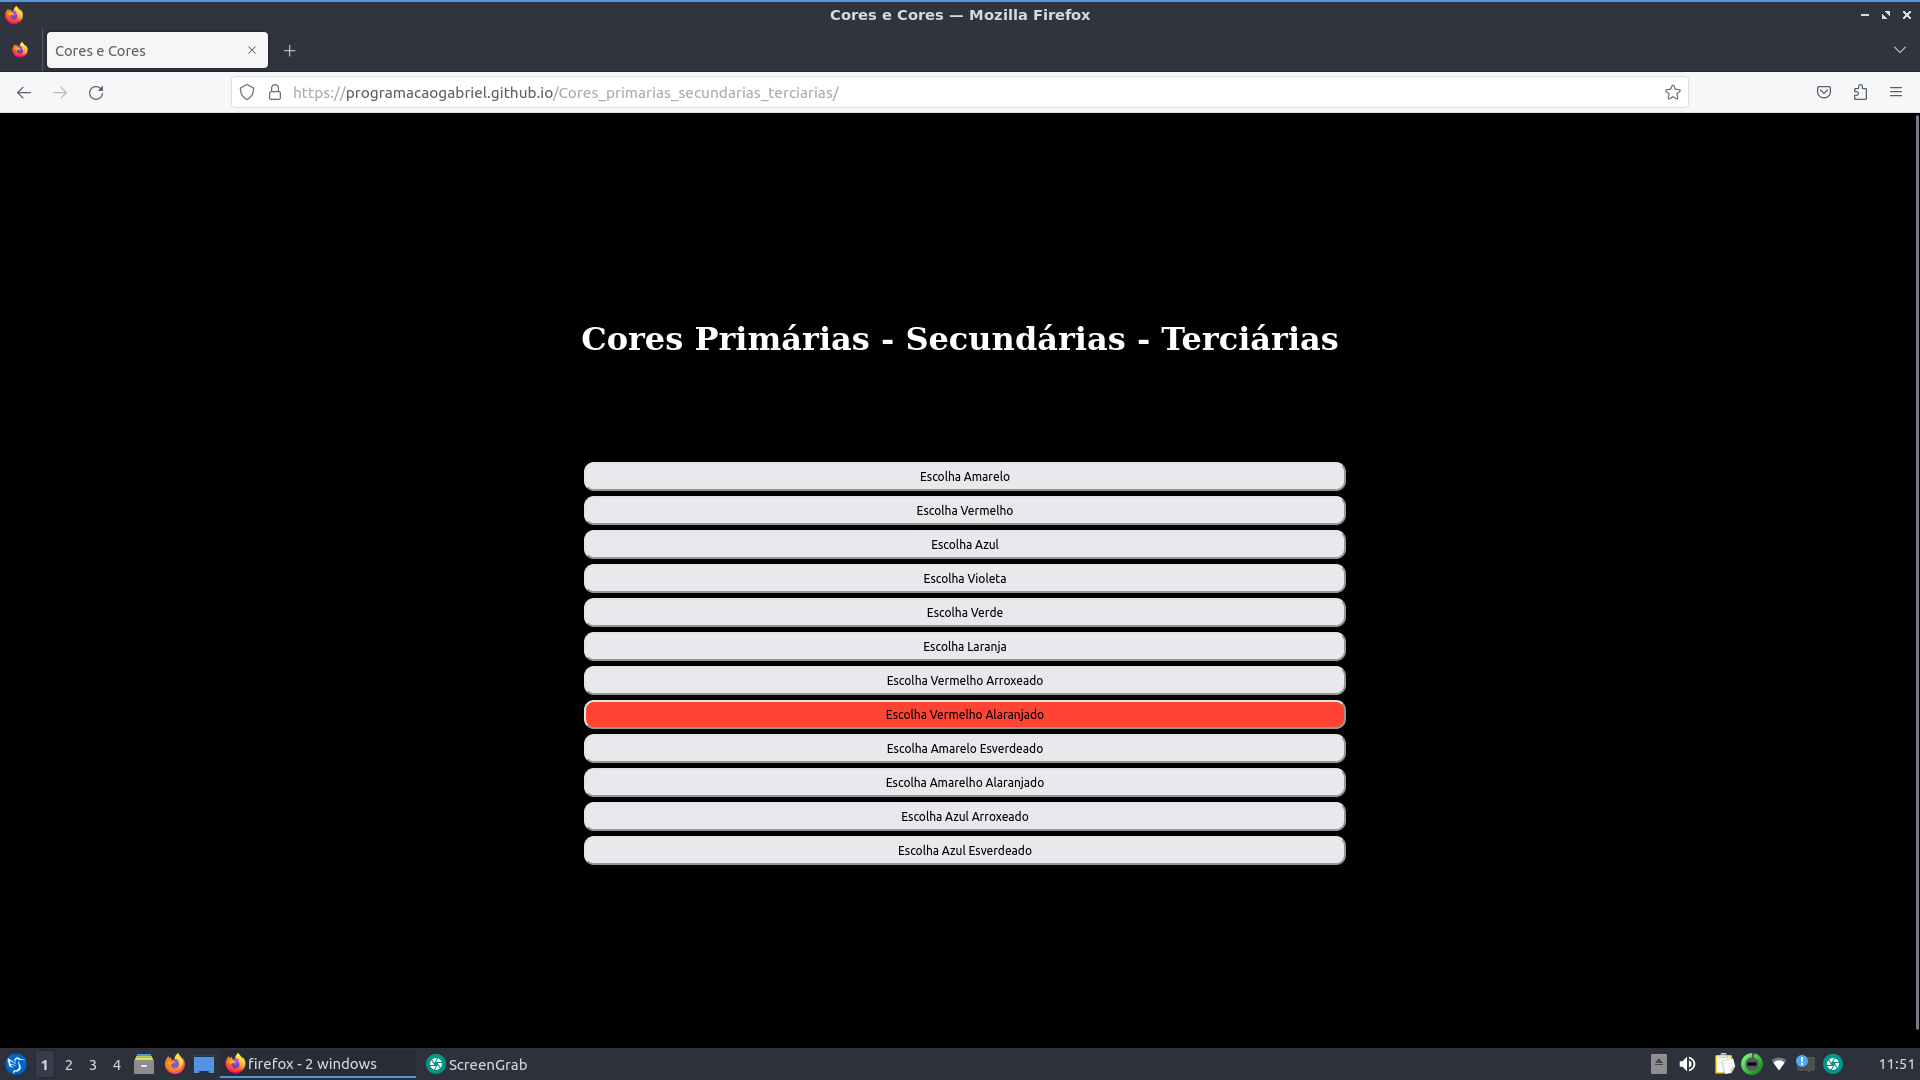 Cores e Cores — Mozilla Firefox
Cores e Cores
https://programacaogabriel.github.io/Cores_primarias_secundarias_terciarias/
Cores Primárias - Secundárias - Terciárias
Escolha Amarelo
Escolha Vermelho
Escolha Azul
Escolha Violeta
Escolha Verde
Escolha Laranja
Escolha Vermelho Arroxeado
Escolha Vermelho Alaranjado
Escolha Amarelo Esverdeado
Escolha Amarelho Alaranjado
Escolha Azul Arroxeado
Escolha Azul Esverdeado
1 2 3 4 firefox - 2 windows ScreenGrab 11:51